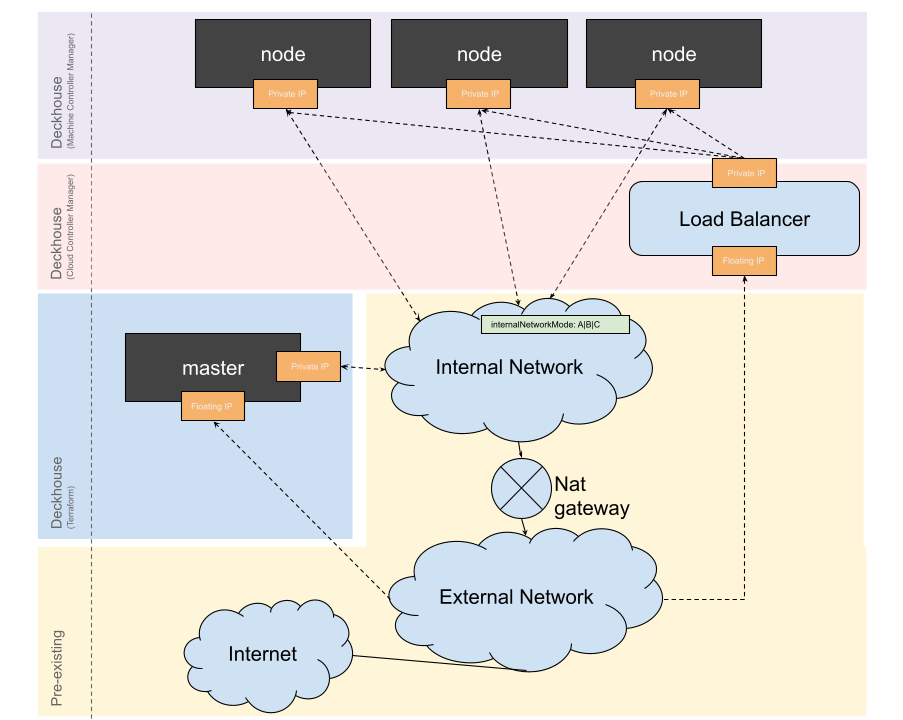 Deckhouse
(Machine Controller Manager)
node
node
node
Private IP
Private IP
Private IP
Deckhouse
(Cloud Controller Manager)
Private IP
Load Balancer
Floating IP
Deckhouse
(Terraform)
master
Private IP
Floating IP
internalNetworkMode: A|B|C
Internal Network
Nat
gateway
External Network
Pre-existing
Internet